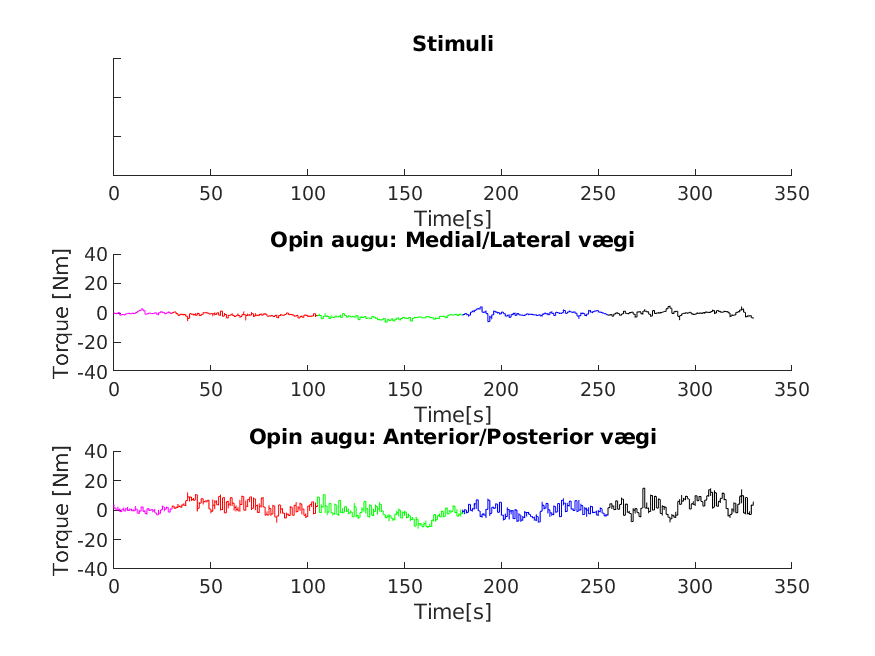 Stimuli
0 50 100 150 200 250 300 350
Time[s]
Opin augu: Medial/Lateral vægi
Torque [Nm]
40
20
0
-20
-40
0 50 100 150 200 250 300 350
Time[s]
Opin augu: Anterior/Posterior vægi
Torque [Nm]
40
20
0
-20
-40
0 50 100 150 200 250 300 350
Time[s]